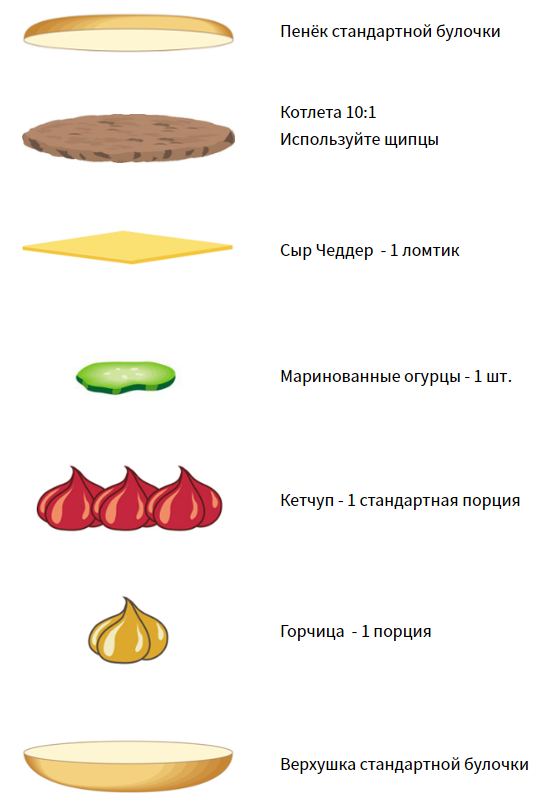 Пенёк стандартной булочки
Котлета 10:1
Используйте щипцы
Сыр Чеддер - 1 ломтик
Маринованные огурцы - 1 шт.
Кетчуп - 1 стандартная порция
Горчица - 1 порция
Верхушка стандартной булочки